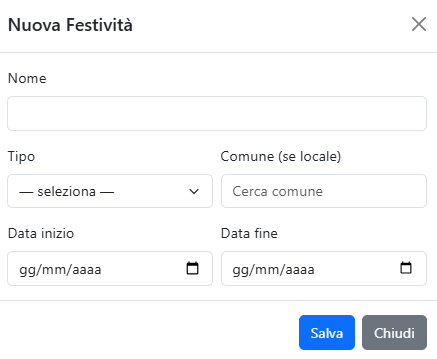 Nuova Festività
Nome
Tipo Comune (se locale)
— seleziona — Cerca comune
Data inizio Data fine
gg/mm/aaaa gg/mm/aaaa
Salva Chiudi